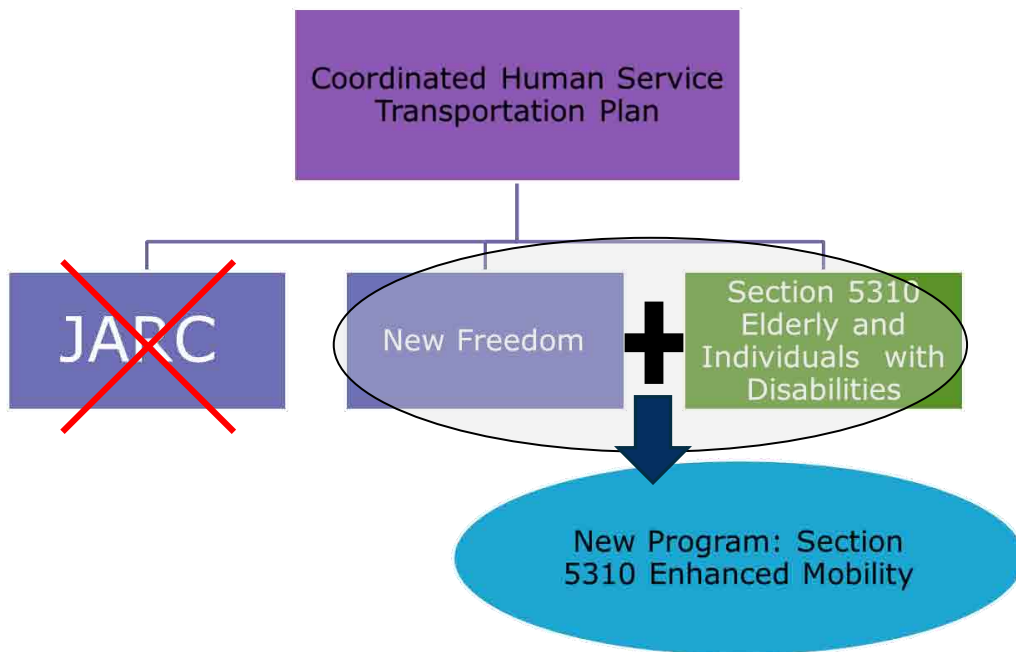 Coordinated Human Service
Transportation Plan
JARC
New Freedom
Section 5310
Elderly and
Individuals with
Disabilities
New Program: Section
5310 Enhanced Mobility